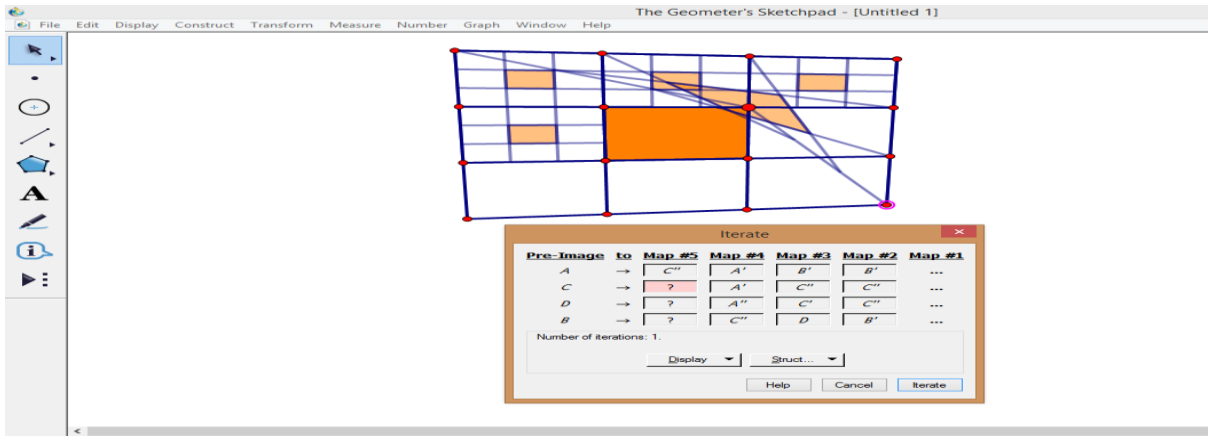 The Geometer's Sketchpad - [Untitled 1]
File Edit Display Construct Transform Measure Number Graph Window Help
A
Iterate
Pre-Image to Map #5 Map #4 Map #3 Map #2 Map #1
A → C'' A' B' B' ...
C → ? A' C'' C'' ...
D → ? A'' C' C'' ...
B → ? C'' D B' ...
Number of iterations: 1.
Display Struct...
Help Cancel Iterate